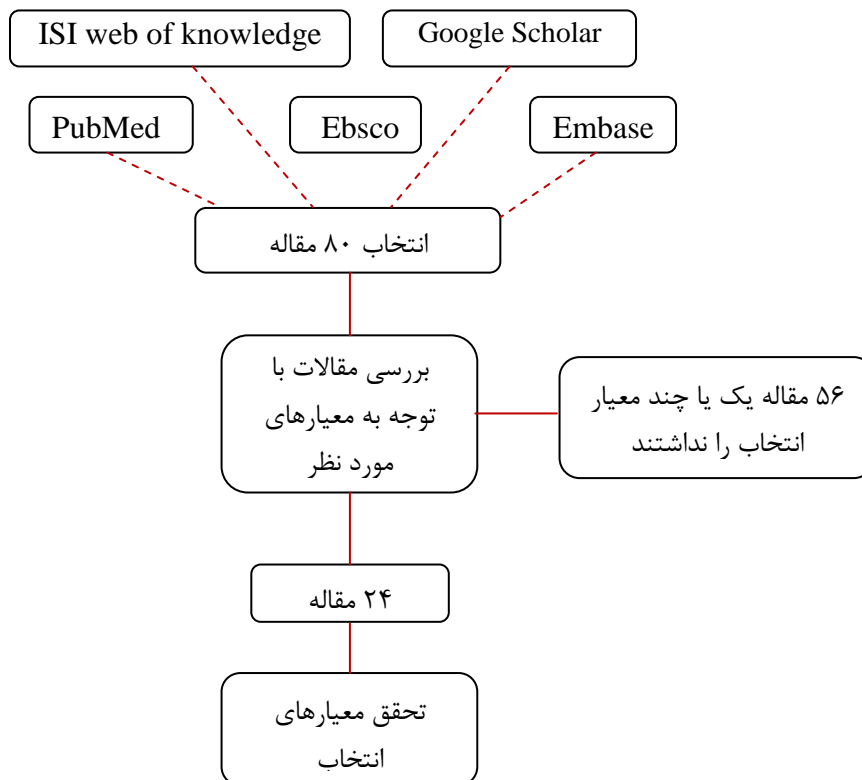 ISI web of knowledge
Google Scholar
PubMed
Ebsco
Embase
انتخاب ۸۰ مقاله
بررسی مقالات با
توجه به معیارهای
مورد نظر
۵۶ مقاله یک یا چند معیار
انتخاب را نداشتند
۲۴ مقاله
تحقق معیارهای
انتخاب